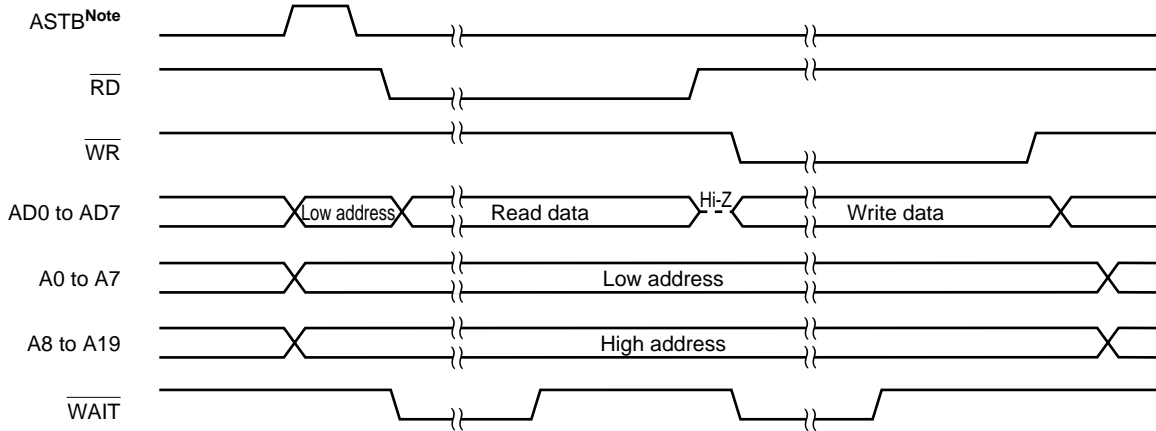 ASTBNote
RD
WR
AD0 to AD7 Low address Read data Hi-Z Write data
A0 to A7 Low address
A8 to A19 High address
WAIT